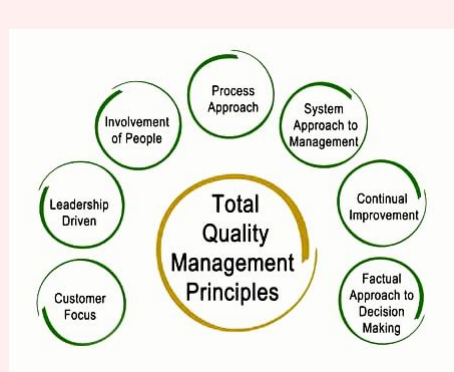 Process
Approach
System
Approach to
Management
Involvement
of People
Leadership
Driven
Continual
Improvement
Total
Quality
Management
Principles
Customer
Focus
Factual
Approach to
Decision
Making